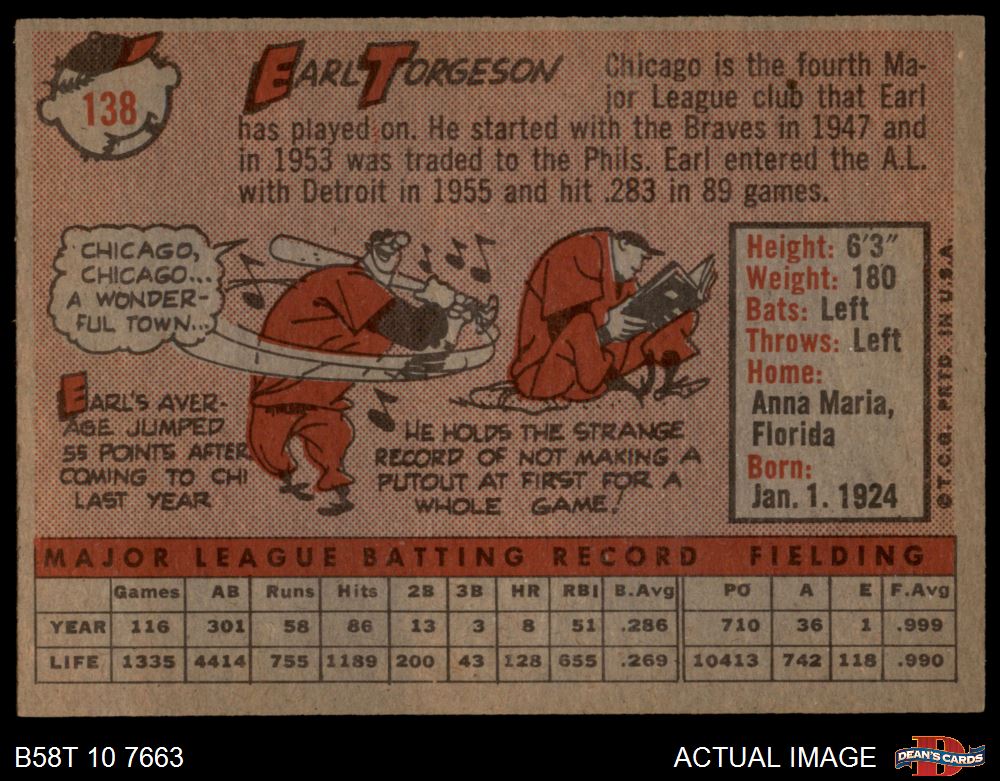 138
EARL TORGESON
Chicago is the fourth Ma-
jor League club that Earl
has played on. He started with the Braves in 1947 and
in 1953 was traded to the Phils. Earl entered the A.L.
with Detroit in 1955 and hit .283 in 89 games.
CHICAGO,
CHICAGO...
A WONDER-
FUL TOWN...
EARL'S AVER-
AGE JUMPED
55 POINTS AFTER
COMING TO CHI
LAST YEAR
HE HOLDS THE STRANGE
RECORD OF NOT MAKING A
PUTOUT AT FIRST FOR A
WHOLE GAME!
Height: 6'3"
Weight: 180
Bats: Left
Throws: Left
Home:
Anna Maria,
Florida
Born:
Jan. 1. 1924
© T.C.G. PRTD. IN U.S.A.
MAJOR LEAGUE BATTING RECORD FIELDING
Games AB Runs Hits 2B 3B HR RBI B.Avg PO A E F.Avg
YEAR 116 301 58 86 13 3 8 51 .286 710 36 1 .999
LIFE 1335 4414 755 1189 200 43 128 655 .269 10413 742 118 .990
B58T 10 7663
ACTUAL IMAGE
D
DEAN'S CARDS